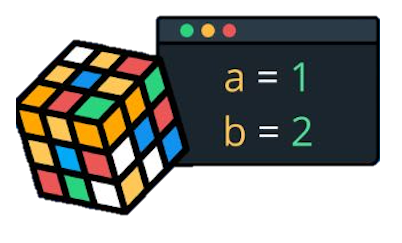 a = 1
b = 2